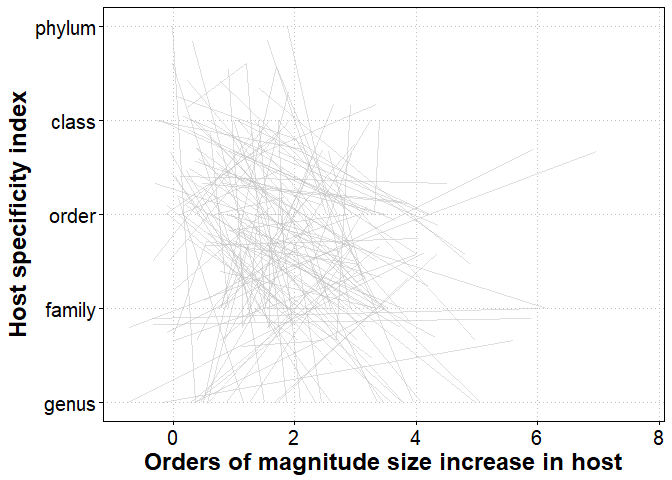 phylum
class
order
family
genus
Host specificity index
0 2 4 6 8
Orders of magnitude size increase in host